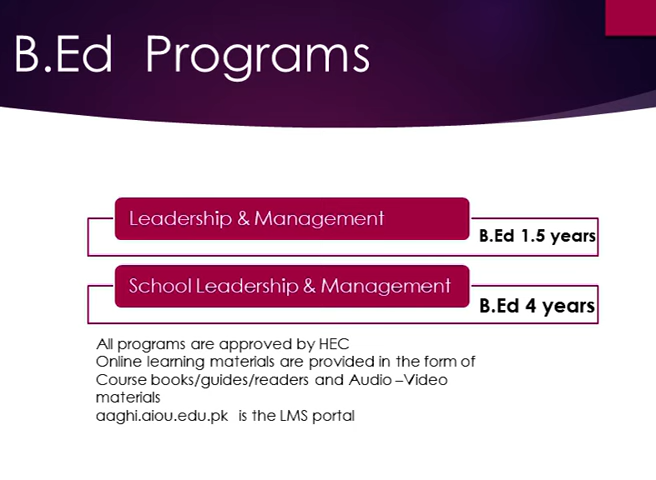 B.Ed Programs
Leadership & Management
B.Ed 1.5 years
School Leadership & Management
B.Ed 4 years
All programs are approved by HEC
Online learning materials are provided in the form of
Course books/guides/readers and Audio –Video
materials
aaghi.aiou.edu.pk is the LMS portal